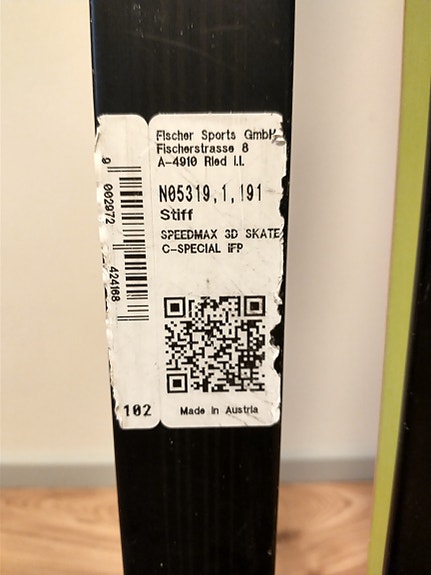 Fischer Sports GmbH
Fischerstrasse 8
A-4910 Ried i.I.
N05319,1,191
Stiff
SPEEDMAX 3D SKATE
C-SPECIAL IFP
9 002972 424168
102
Made in Austria